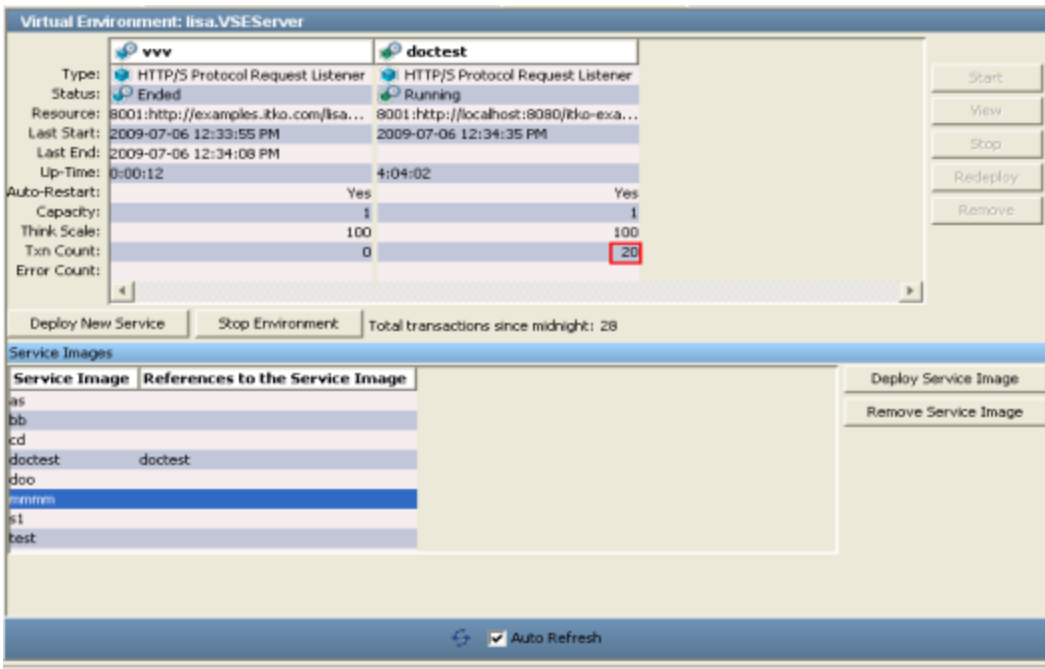 Virtual Environment: lisa.VSEServer
vvv doctest
Type: HTTP/S Protocol Request Listener HTTP/S Protocol Request Listener
Status: Ended Running
Resource: 8001:http://examples.itko.com/lisa... 8001:http://localhost:8080/itko-exa...
Last Start: 2009-07-06 12:33:55 PM 2009-07-06 12:34:35 PM
Last End: 2009-07-06 12:34:08 PM
Up-Time: 0:00:12 4:04:02
Auto-Restart: Yes Yes
Capacity: 1 1
Think Scale: 100 100
Txn Count: 0 20
Error Count:
Start
View
Stop
Redeploy
Remove
Deploy New Service Stop Environment Total transactions since midnight: 28
Service Images
Service Image References to the Service Image
as
bb
cd
doctest doctest
doo
mmmm
s1
test
Deploy Service Image
Remove Service Image
Auto Refresh